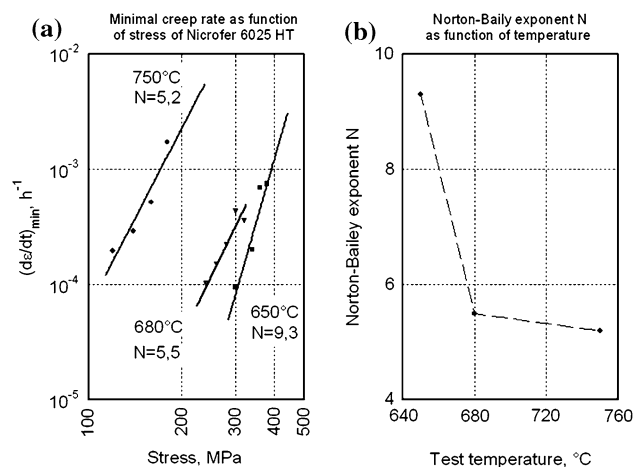 (a)
Minimal creep rate as function
of stress of Nicrofer 6025 HT
10⁻²
10⁻³
10⁻⁴
10⁻⁵
(dε/dt)min, h⁻¹
750°C
N=5,2
680°C
N=5,5
650°C
N=9,3
100
200
300
400
500
Stress, MPa
(b)
Norton-Baily exponent N
as function of temperature
10
8
6
4
Norton-Bailey exponent N
640
680
720
760
Test temperature, °C